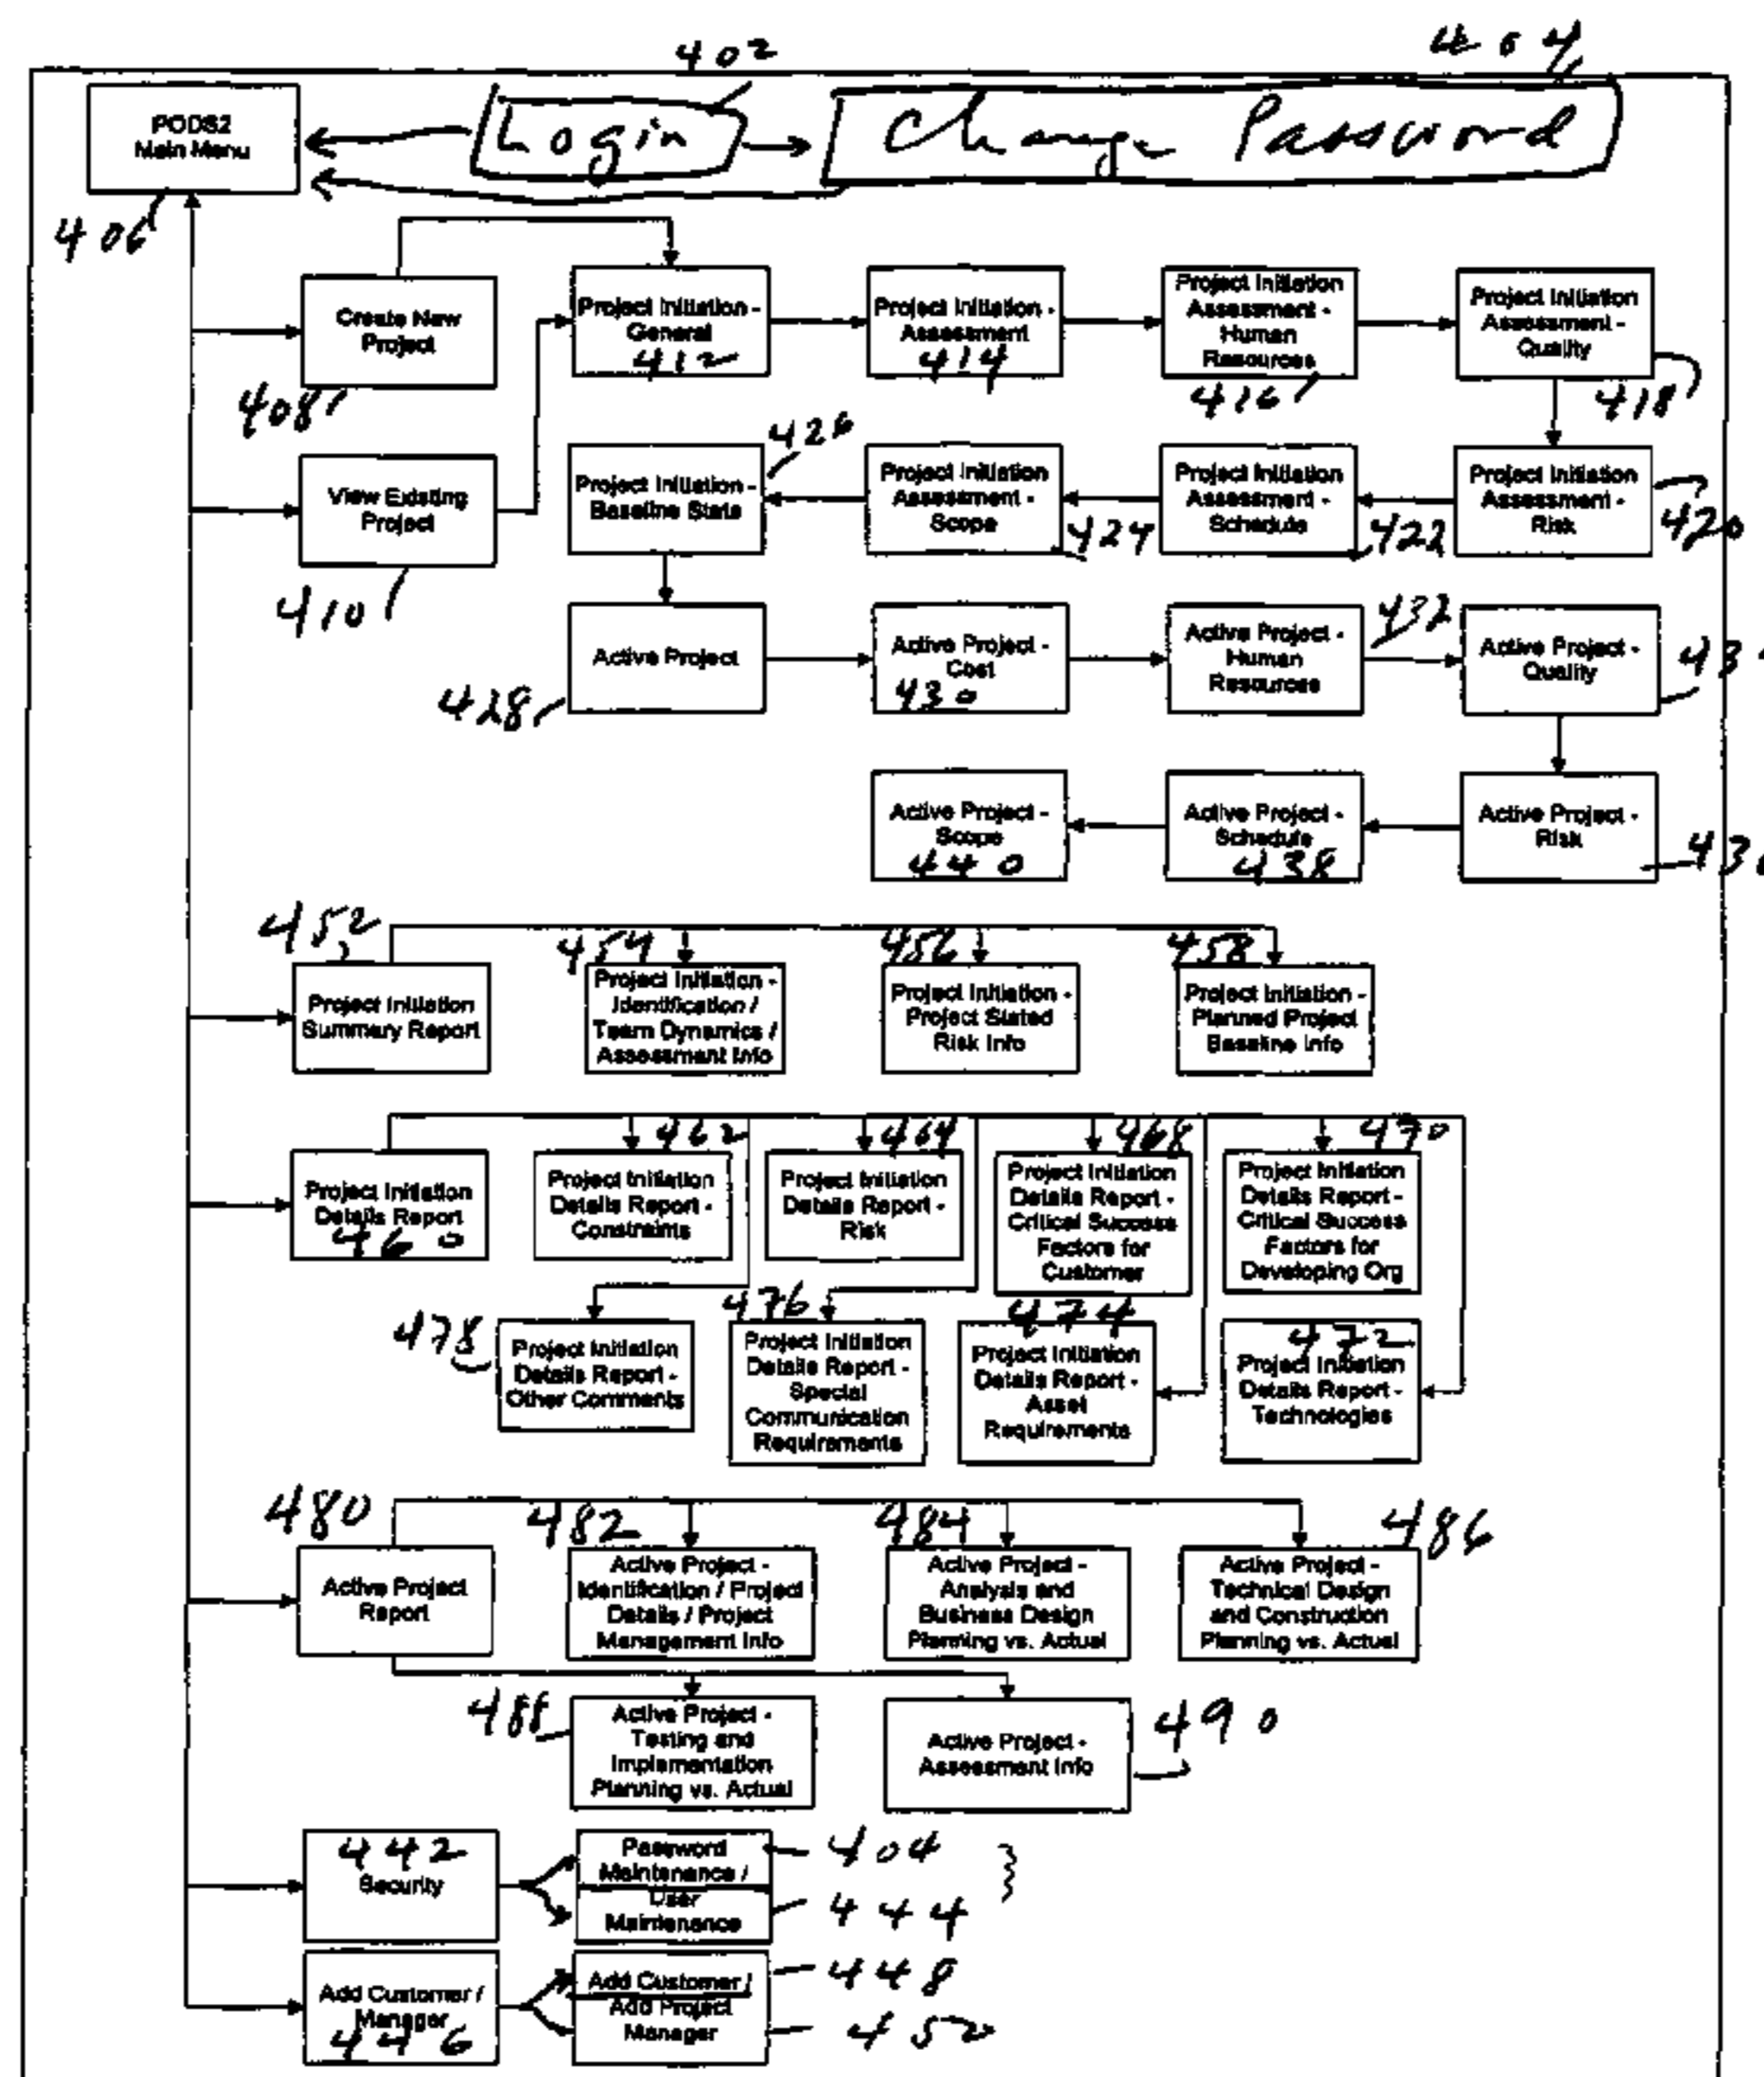 402
404
PODS2
Main Menu
Login
Change Password
406
Create New
Project
408
Project Initiation -
General
412
Project Initiation -
Assessment
414
Project Initiation
Assessment -
Human
Resources
416
Project Initiation
Assessment -
Quality
418
View Existing
Project
410
426
Project Initiation -
Baseline Stats
Project Initiation
Assessment -
Scope
424
Project Initiation
Assessment -
Schedule
422
Project Initiation
Assessment -
Risk
420
Active Project
428
Active Project -
Cost
430
Active Project -
Human
Resources
432
Active Project -
Quality
Active Project -
Scope
440
Active Project -
Schedule
438
Active Project -
Risk
452
Project Initiation
Summary Report
454
Project Initiation -
Identification /
Team Dynamics /
Assessment Info
456
Project Initiation -
Project Stated
Risk Info
458
Project Initiation -
Planned Project
Baseline Info
Project Initiation
Details Report
460
462
Project Initiation
Details Report -
Constraints
464
Project Initiation
Details Report -
Risk
468
Project Initiation
Details Report -
Critical Success
Factors for
Customer
470
Project Initiation
Details Report -
Critical Success
Factors for
Developing Org
478
Project Initiation
Details Report -
Other Comments
476
Project Initiation
Details Report -
Special
Communication
Requirements
474
Project Initiation
Details Report -
Asset
Requirements
472
Project Initiation
Details Report -
Technologies
480
Active Project
Report
482
Active Project -
Identification / Project
Details / Project
Management Info
484
Active Project -
Analysis and
Business Design
Planning vs. Actual
486
Active Project -
Technical Design
and Construction
Planning vs. Actual
488
Active Project -
Testing and
Implementation
Planning vs. Actual
Active Project -
Assessment Info
490
442
Security
Password
Maintenance /
User
Maintenance
404
444
Add Customer /
Manager
446
Add Customer /
Add Project
Manager
448
452